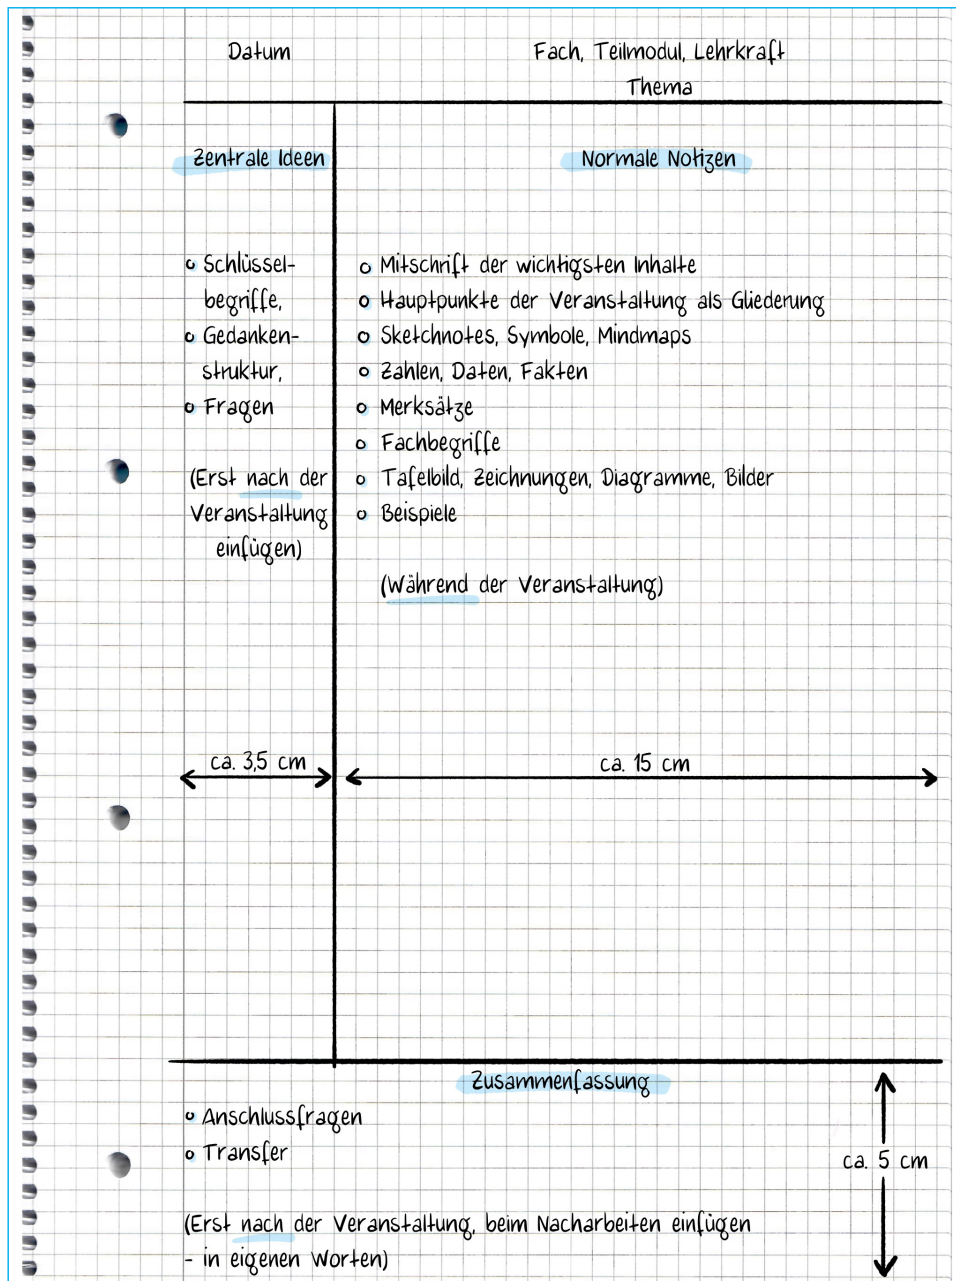 Datum
Fach, Teilmodul, Lehrkraft
Thema
Zentrale Ideen
Schlüssel-
begriffe,
Gedanken-
struktur,
Fragen
(Erst nach der
Veranstaltung
einfügen)
Normale Notizen
Mitschrift der wichtigsten Inhalte
Hauptpunkte der Veranstaltung als Gliederung
Sketchnotes, Symbole, Mindmaps
Zahlen, Daten, Fakten
Merksätze
Fachbegriffe
Tafelbild, Zeichnungen, Diagramme, Bilder
Beispiele
(Während der Veranstaltung)
ca. 3,5 cm
ca. 15 cm
Zusammenfassung
Anschlussfragen
Transfer
ca. 5 cm
(Erst nach der Veranstaltung, beim Nacharbeiten einfügen
- in eigenen Worten)